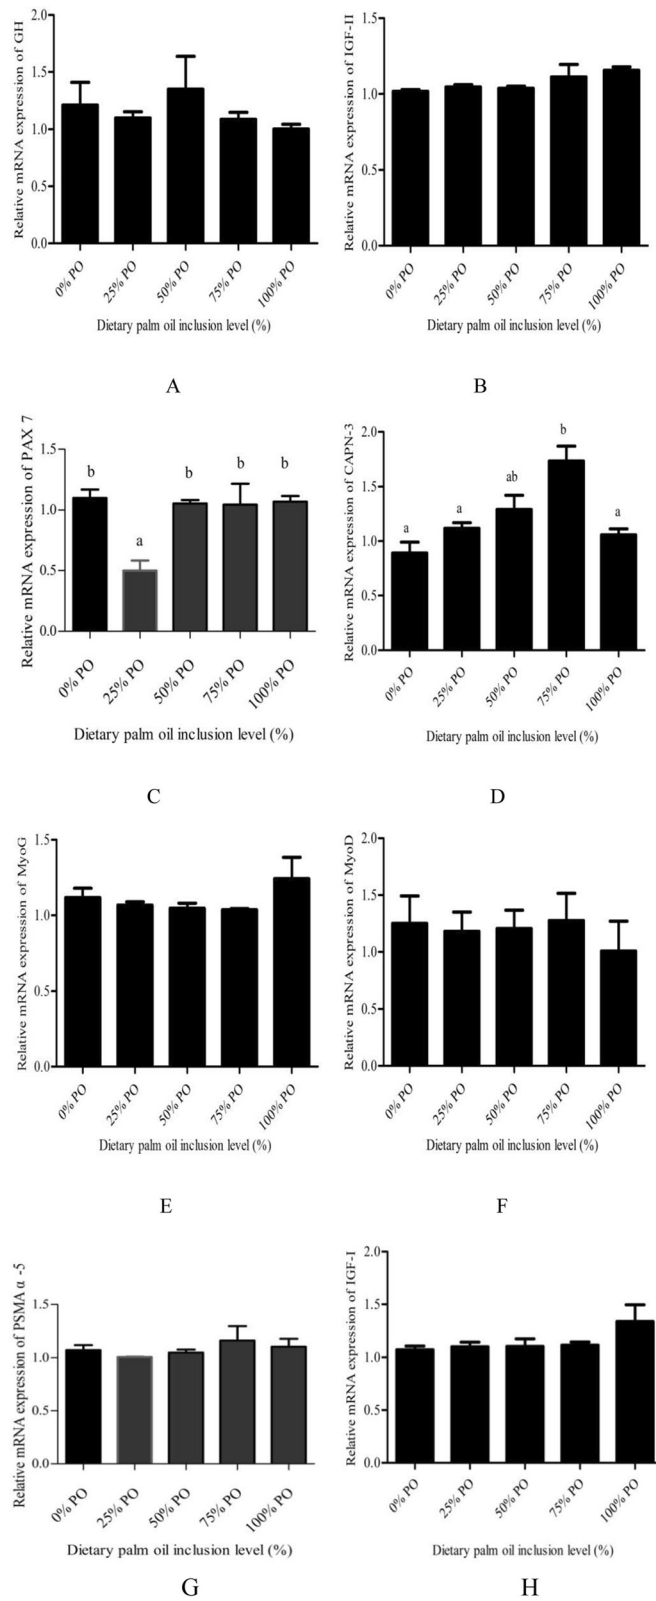 Relative mRNA expression of GH
2.0
1.5
1.0
0.5
0.0
0% PO
25% PO
50% PO
75% PO
100% PO
Dietary palm oil inclusion level (%)
A
Relative mRNA expression of IGF-II
1.5
1.0
0.5
0.0
0% PO
25% PO
50% PO
75% PO
100% PO
Dietary palm oil inclusion level (%)
B
Relative mRNA expression of PAX 7
1.5
1.0
0.5
0.0
b
a
b
b
b
0% PO
25% PO
50% PO
75% PO
100% PO
Dietary palm oil inclusion level (%)
C
Relative mRNA expression of CAPN-3
2.0
1.5
1.0
0.5
0.0
a
a
ab
b
a
0% PO
25% PO
50% PO
75% PO
100% PO
Dietary palm oil inclusion level (%)
D
Relative mRNA expression of MyoG
1.5
1.0
0.5
0.0
0% PO
25% PO
50% PO
75% PO
100% PO
Dietary palm oil inclusion level (%)
E
Relative mRNA expression of MyoD
2.0
1.5
1.0
0.5
0.0
0% PO
25% PO
50% PO
75% PO
100% PO
Dietary palm oil inclusion level (%)
F
Relative mRNA expression of PSMA α -5
1.5
1.0
0.5
0.0
0% PO
25% PO
50% PO
75% PO
100% PO
Dietary palm oil inclusion level (%)
G
Relative mRNA expression of IGF-I
2.0
1.5
1.0
0.5
0.0
0% PO
25% PO
50% PO
75% PO
100% PO
Dietary palm oil inclusion level (%)
H